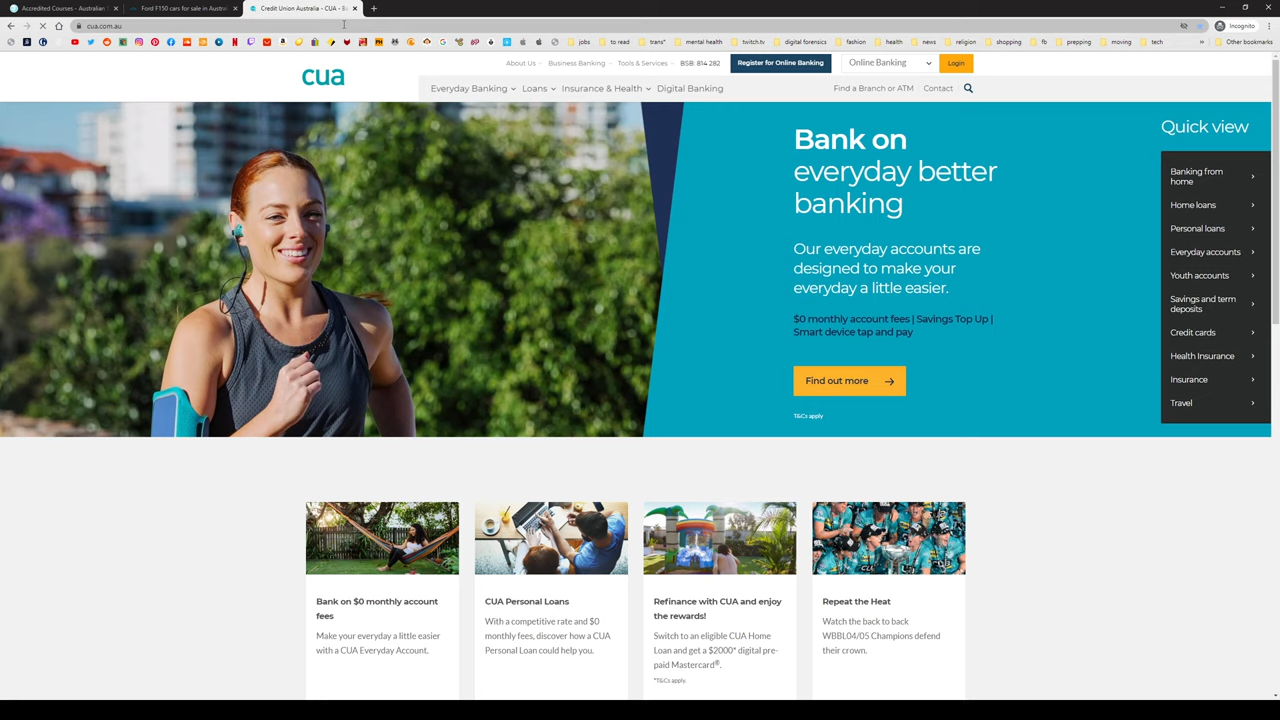 Accredited Courses - Australian
Ford F150 cars for sale in Austral
Credit Union Australia - CUA - Ba
cua.com.au
Incognito
jobs
to read
trans*
mental health
twitch.tv
digital forensics
fashion
health
news
religion
shopping
fb
prepping
moving
tech
»
Other bookmarks
About Us
Business Banking
Tools & Services
BSB: 814 282
Register for Online Banking
Online Banking
Login
cua
Everyday Banking
Loans
Insurance & Health
Digital Banking
Find a Branch or ATM
Contact
Bank on
everyday better
banking
Our everyday accounts are
designed to make your
everyday a little easier.
$0 monthly account fees | Savings Top Up |
Smart device tap and pay
Find out more
T&Cs apply
Quick view
Banking from
home
Home loans
Personal loans
Everyday accounts
Youth accounts
Savings and term
deposits
Credit cards
Health Insurance
Insurance
Travel
Bank on $0 monthly account
fees
Make your everyday a little easier
with a CUA Everyday Account.
CUA Personal Loans
With a competitive rate and $0
monthly fees, discover how a CUA
Personal Loan could help you.
Refinance with CUA and enjoy
the rewards!
Switch to an eligible CUA Home
Loan and get a $2000* digital pre-
paid Mastercard®.
*T&Cs apply.
Repeat the Heat
Watch the back to back
WBBL04/05 Champions defend
their crown.